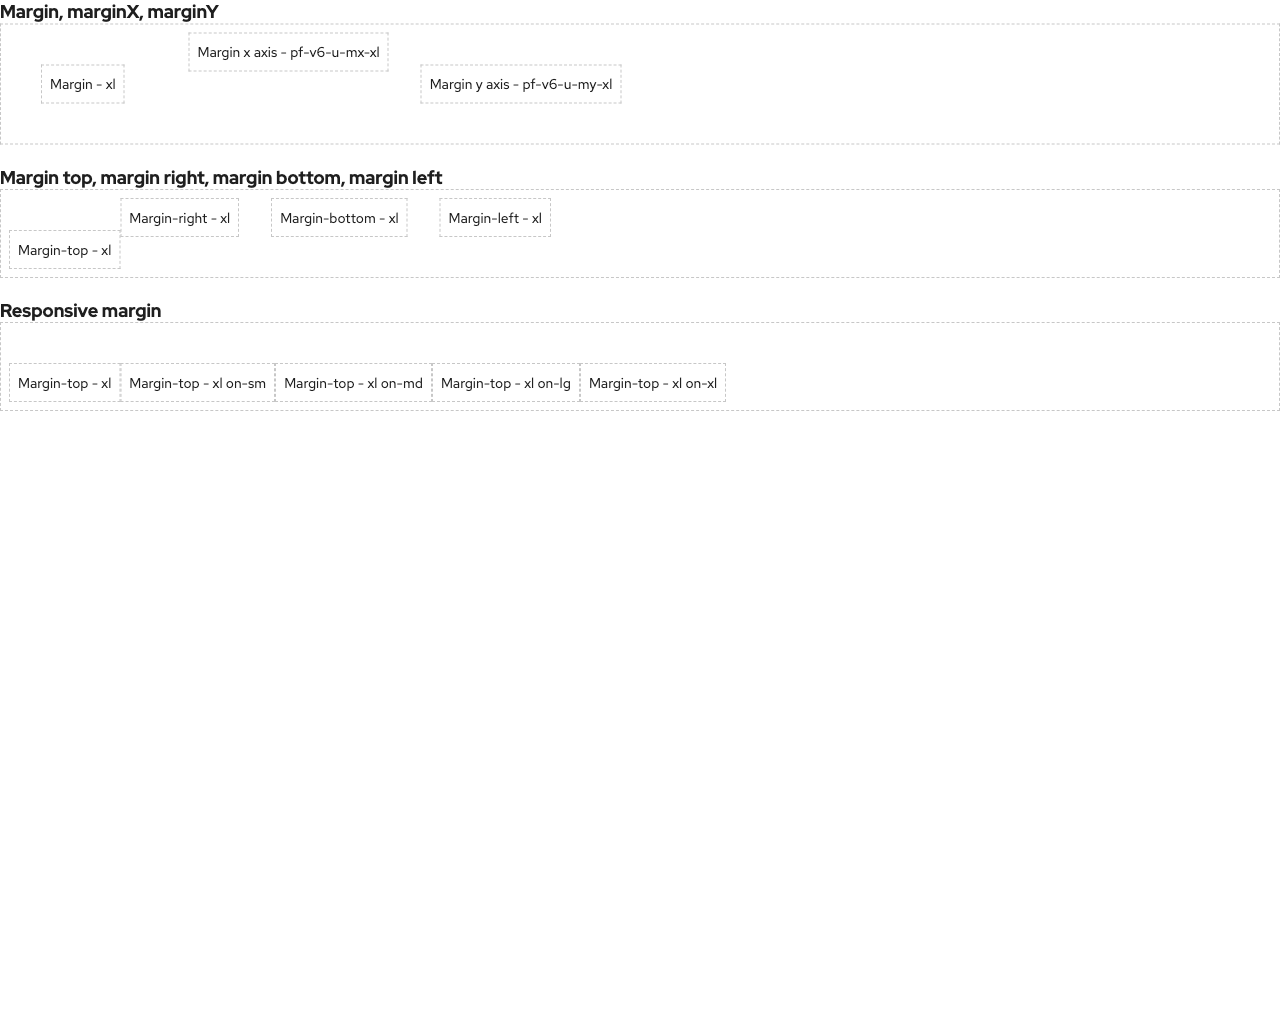 Margin, marginX, marginY
Margin x axis - pf-v6-u-mx-xl
Margin - xl
Margin y axis - pf-v6-u-my-xl
Margin top, margin right, margin bottom, margin left
Margin-right - xl
Margin-bottom - xl
Margin-left - xl
Margin-top - xl
Responsive margin
Margin-top - xl
Margin-top - xl on-sm
Margin-top - xl on-md
Margin-top - xl on-lg
Margin-top - xl on-xl